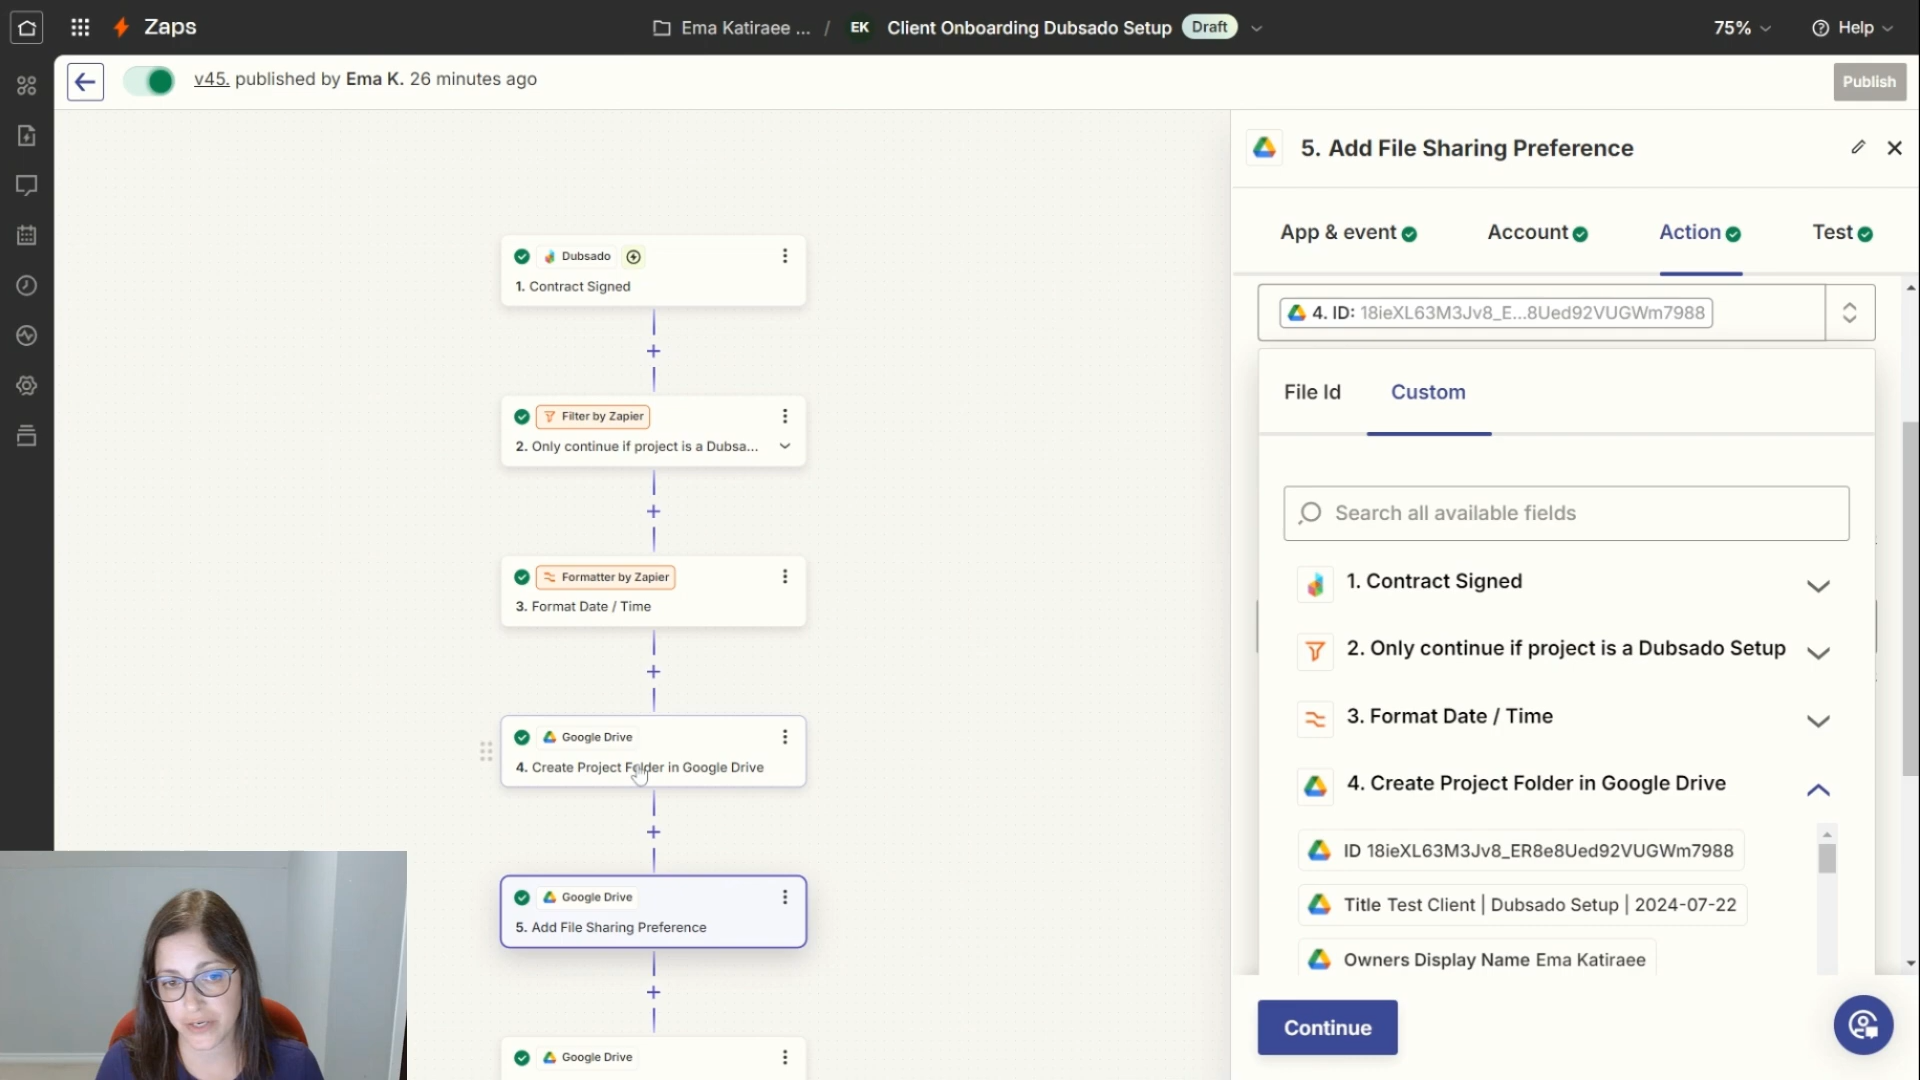 Zaps
Ema Katiraee ... / EK Client Onboarding Dubsado Setup Draft
75%
Help
v45. published by Ema K. 26 minutes ago
Publish
Dubsado
1. Contract Signed
Filter by Zapier
2. Only continue if project is a Dubsa...
Formatter by Zapier
3. Format Date / Time
Google Drive
4. Create Project Folder in Google Drive
Google Drive
5. Add File Sharing Preference
Google Drive
5. Add File Sharing Preference
App & event
Account
Action
Test
4. ID: 18ieXL63M3Jv8_E...8Ued92VUGWm7988
File Id
Custom
Search all available fields
1. Contract Signed
2. Only continue if project is a Dubsado Setup
3. Format Date / Time
4. Create Project Folder in Google Drive
ID 18ieXL63M3Jv8_ER8e8Ued92VUGWm7988
Title Test Client | Dubsado Setup | 2024-07-22
Owners Display Name Ema Katiraee
Continue